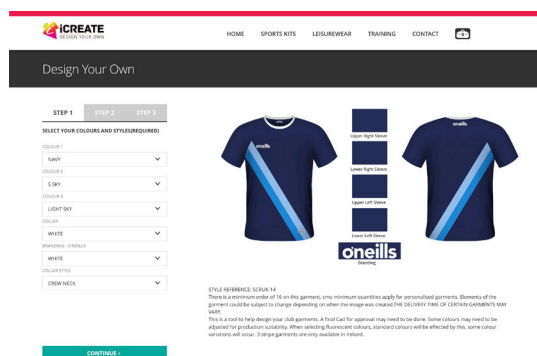 iCREATE
DESIGN YOUR OWN
HOME SPORTS KITS LEISUREWEAR TRAINING CONTACT
0
Design Your Own
STEP 1 STEP 2 STEP 3
SELECT YOUR COLOURS AND STYLES(REQUIRED)
COLOUR 1
NAVY
COLOUR 2
S.SKY
COLOUR 3
LIGHT SKY
COLLAR
WHITE
BRANDING - O'NEILLS
WHITE
COLLAR STYLE
CREW NECK
CONTINUE ›
oneills
oneills
Upper Right Sleeve
Lower Right Sleeve
Upper Left Sleeve
Lower Left Sleeve
oneills
Branding
STYLE REFERENCE: SCRUK-14
There is a minimum order of 16 on this garment, smu minimum quantities apply for personalised garments. Elements of the
garment could be subject to change depending on when the image was created.THE DELIVERY TIME OF CERTAIN GARMENTS MAY
VARY.
This is a tool to help design your club garments. A final Cad for approval may need to be done. Some colours may need to be
adjusted for production suitability. When selecting fluorescent colours, standard colours will be effected by this, some colour
variations will occur. 3 stripe garments are only available in Ireland.